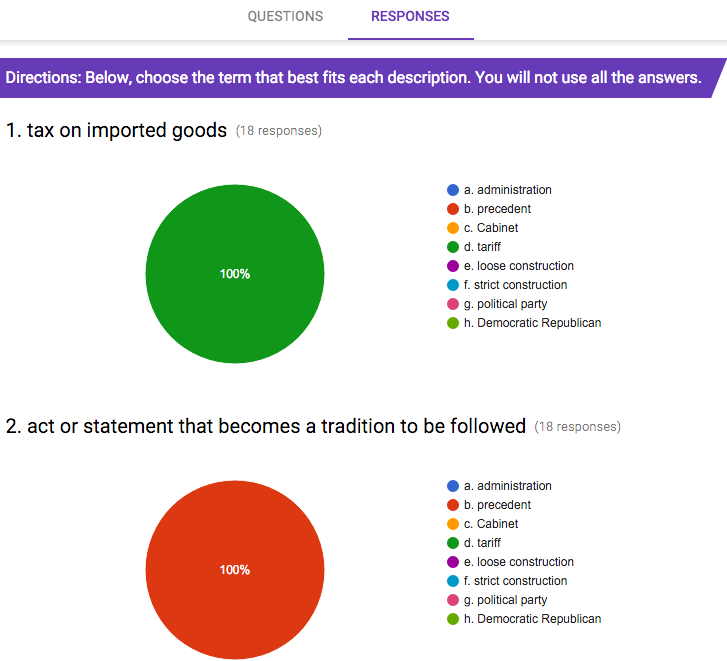 QUESTIONS RESPONSES
Directions: Below, choose the term that best fits each description. You will not use all the answers.
1. tax on imported goods (18 responses)
100%
a. administration
b. precedent
c. Cabinet
d. tariff
e. loose construction
f. strict construction
g. political party
h. Democratic Republican
2. act or statement that becomes a tradition to be followed (18 responses)
100%
a. administration
b. precedent
c. Cabinet
d. tariff
e. loose construction
f. strict construction
g. political party
h. Democratic Republican